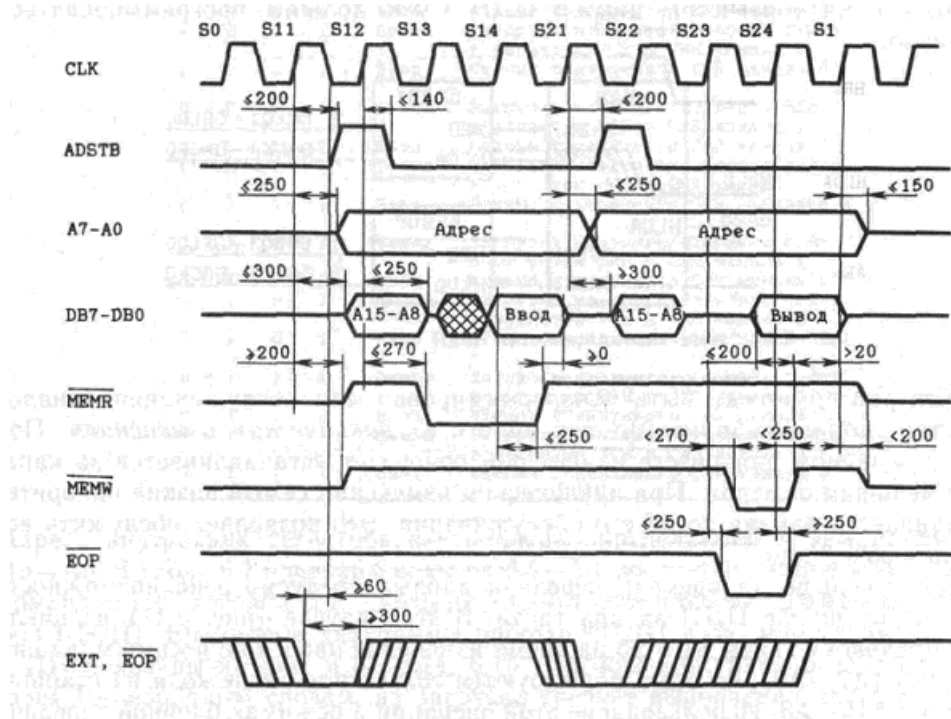 S0 S11 S12 S13 S14 S21 S22 S23 S24 S1
CLK
≤200 ≤140 ≤200
ADSTB
≤250 ≤250 ≤150
A7-A0 Адрес Адрес
≤300 ≤250 ≥300
DB7-DB0 A15-A8 Ввод A15-A8 Вывод
≥200 ≤270 ≥0 ≤200 >20
MEMR
≤250 ≤270 ≤250 ≤200
MEMW
≤250 ≥250
EOP
≥60
≥300
EXT, EOP